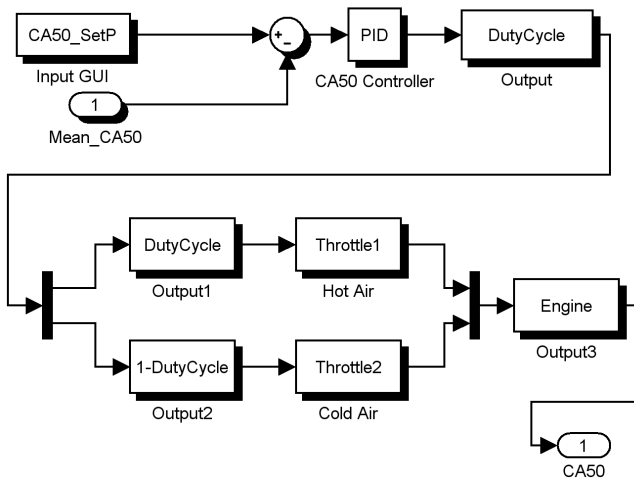 CA50_SetP
Input GUI
+
−
PID
CA50 Controller
DutyCycle
Output
1
Mean_CA50
DutyCycle
Output1
Throttle1
Hot Air
1-DutyCycle
Output2
Throttle2
Cold Air
Engine
Output3
1
CA50